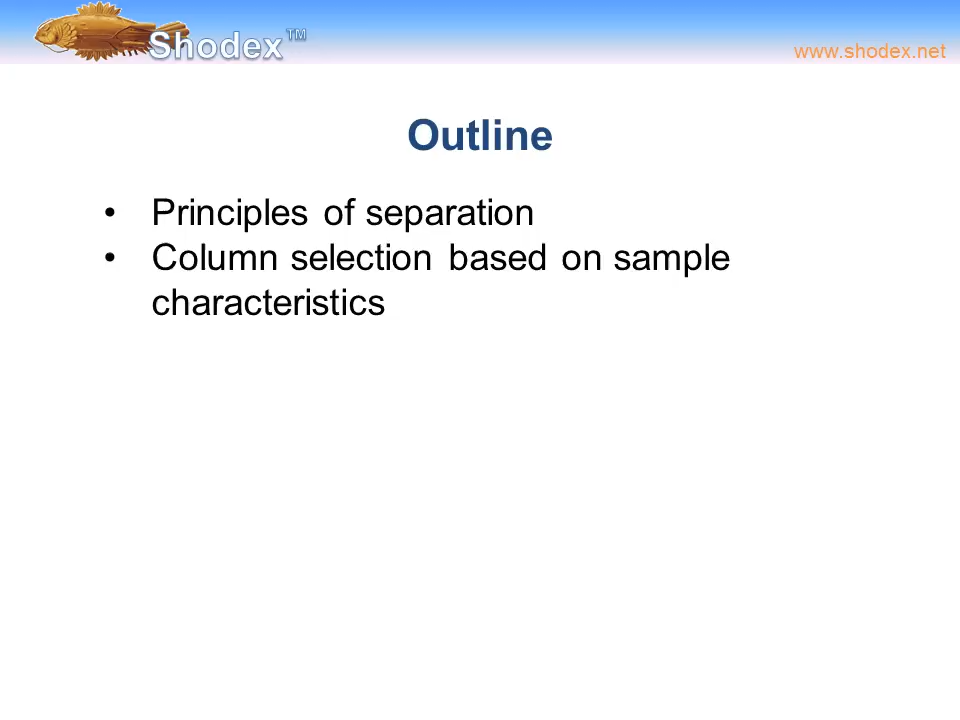 Shodex™
www.shodex.net
Outline
• Principles of separation
• Column selection based on sample
characteristics